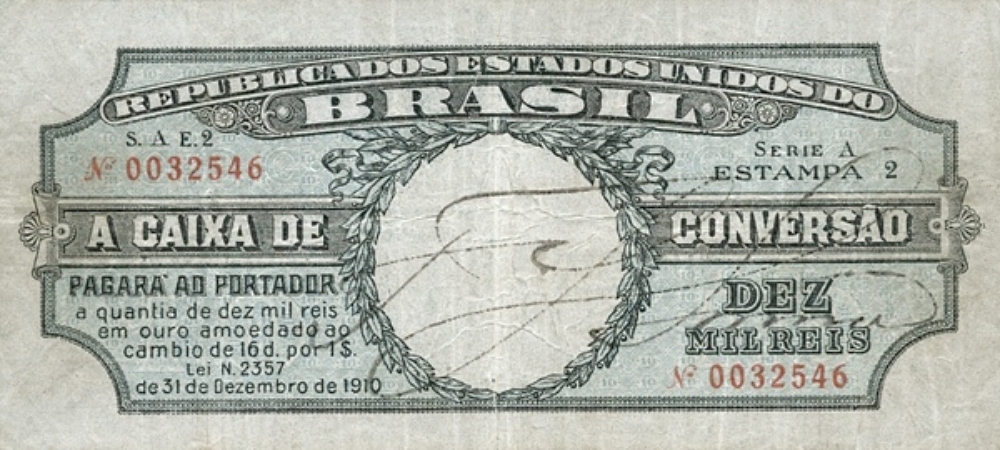 REPUBLICA DOS ESTADOS UNIDOS DO
BRASIL
S. A E. 2
Nº 0032546
SERIE A
ESTAMPA 2
A CAIXA DE CONVERSÃO
PAGARÁ AO PORTADOR
a quantia de dez mil reis
em ouro amoedado ao
cambio de 16d. por 1$.
Lei N. 2357
de 31 de Dezembro de 1910
DEZ
MIL REIS
Nº 0032546